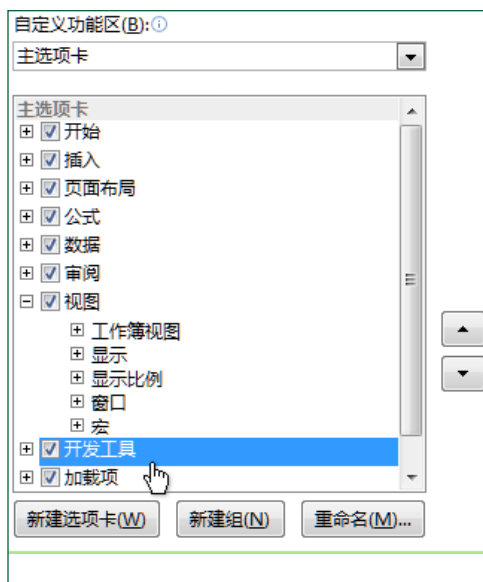 自定义功能区(B):
主选项卡
主选项卡
开始
插入
页面布局
公式
数据
审阅
视图
工作簿视图
显示
显示比例
窗口
宏
开发工具
加载项
新建选项卡(W) 新建组(N) 重命名(M)...